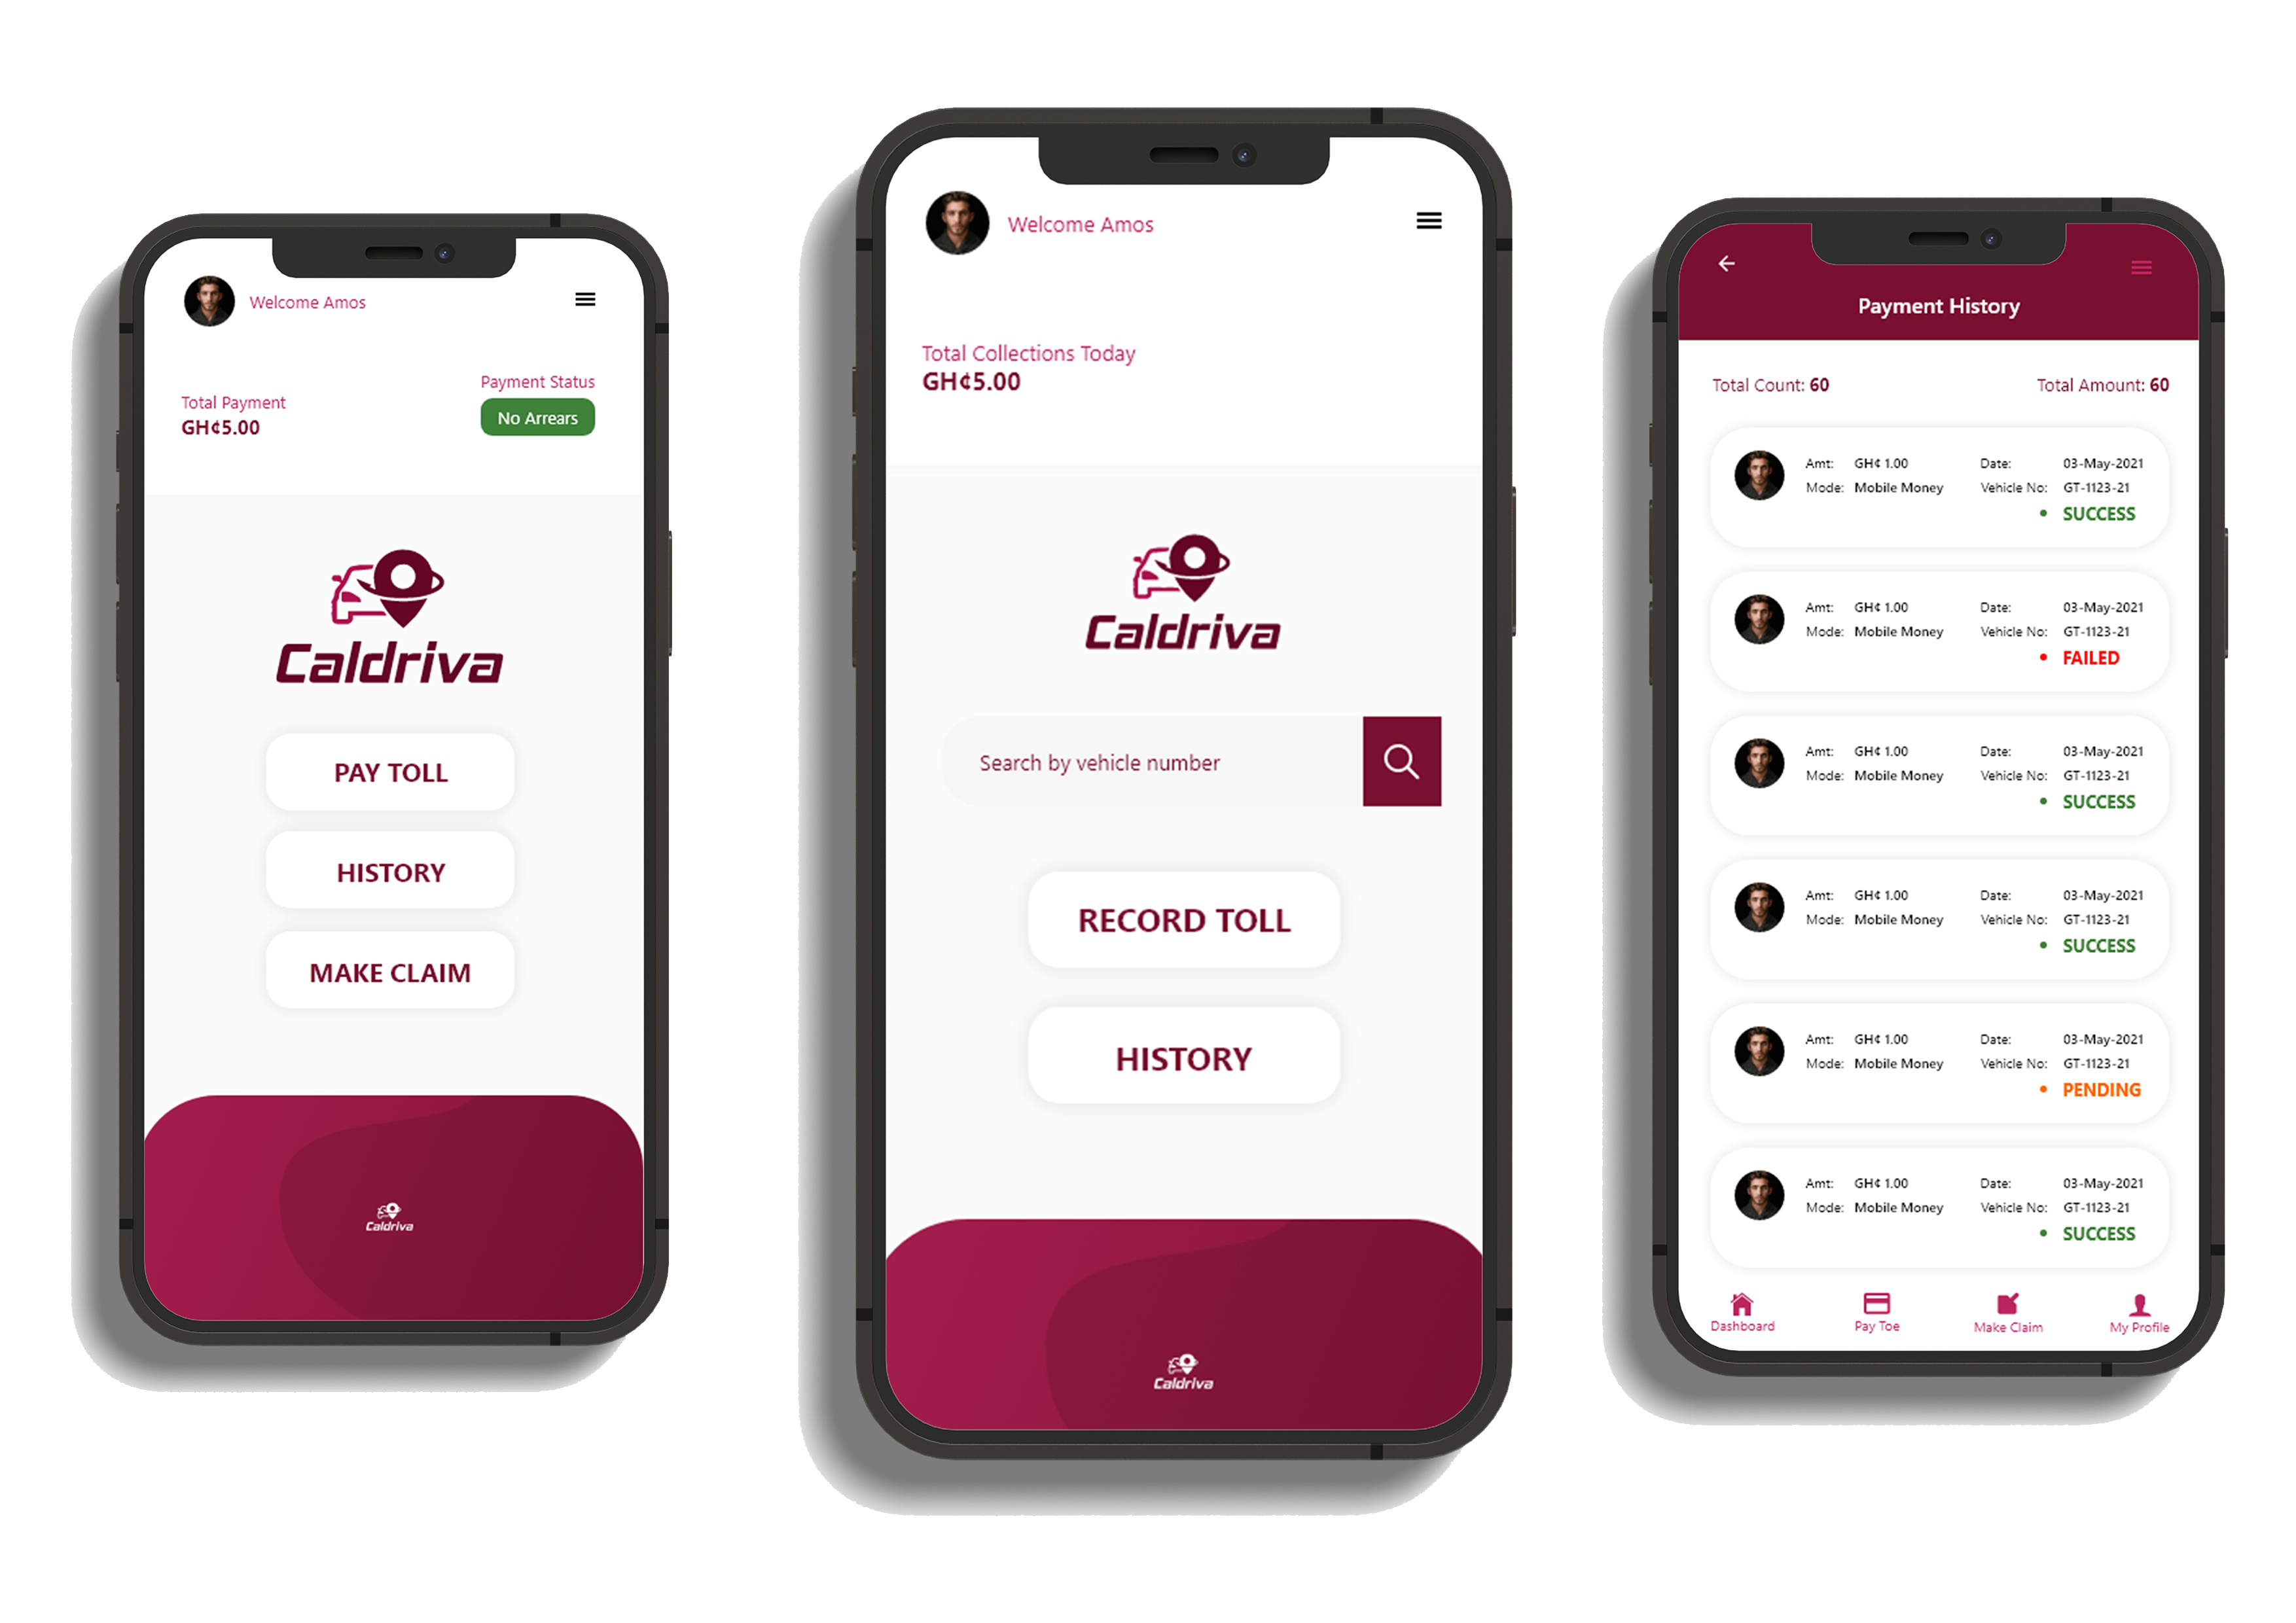 Welcome Amos
Total Payment
GH¢5.00
Payment Status
No Arrears
Caldriva
PAY TOLL
HISTORY
MAKE CLAIM
Caldriva
Welcome Amos
Total Collections Today
GH¢5.00
Caldriva
Search by vehicle number
RECORD TOLL
HISTORY
Caldriva
Payment History
Total Count: 60 Total Amount: 60
Amt: GH¢ 1.00 Date: 03-May-2021
Mode: Mobile Money Vehicle No: GT-1123-21
• SUCCESS
Amt: GH¢ 1.00 Date: 03-May-2021
Mode: Mobile Money Vehicle No: GT-1123-21
• FAILED
Amt: GH¢ 1.00 Date: 03-May-2021
Mode: Mobile Money Vehicle No: GT-1123-21
• SUCCESS
Amt: GH¢ 1.00 Date: 03-May-2021
Mode: Mobile Money Vehicle No: GT-1123-21
• SUCCESS
Amt: GH¢ 1.00 Date: 03-May-2021
Mode: Mobile Money Vehicle No: GT-1123-21
• PENDING
Amt: GH¢ 1.00 Date: 03-May-2021
Mode: Mobile Money Vehicle No: GT-1123-21
• SUCCESS
Dashboard Pay Toe Make Claim My Profile